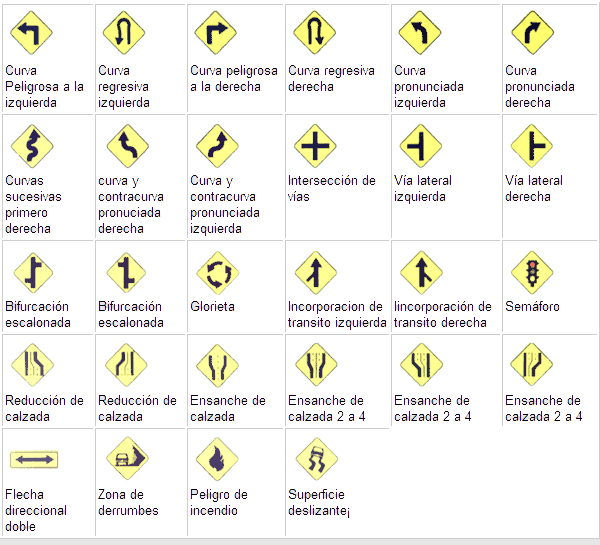 Curva
Peligrosa a la
izquierda
Curva
regresiva
izquierda
Curva peligrosa
a la derecha
Curva regresiva
derecha
Curva
pronunciada
izquierda
Curva
pronunciada
derecha
Curvas
sucesivas
primero
derecha
curva y
contracurva
pronuciada
derecha
Curva y
contracurva
pronunciada
izquierda
Intersección de
vías
Vía lateral
izquierda
Vía lateral
derecha
Bifurcación
escalonada
Bifurcación
escalonada
Glorieta
Incorporacion de
transito izquierda
Iincorporación de
transito derecha
Semáforo
Reducción de
calzada
Reducción de
calzada
Ensanche de
calzada
Ensanche de
calzada 2 a 4
Ensanche de
calzada 2 a 4
Ensanche de
calzada 2 a 4
Flecha
direccional
doble
Zona de
derrumbes
Peligro de
incendio
Superficie
deslizante¡